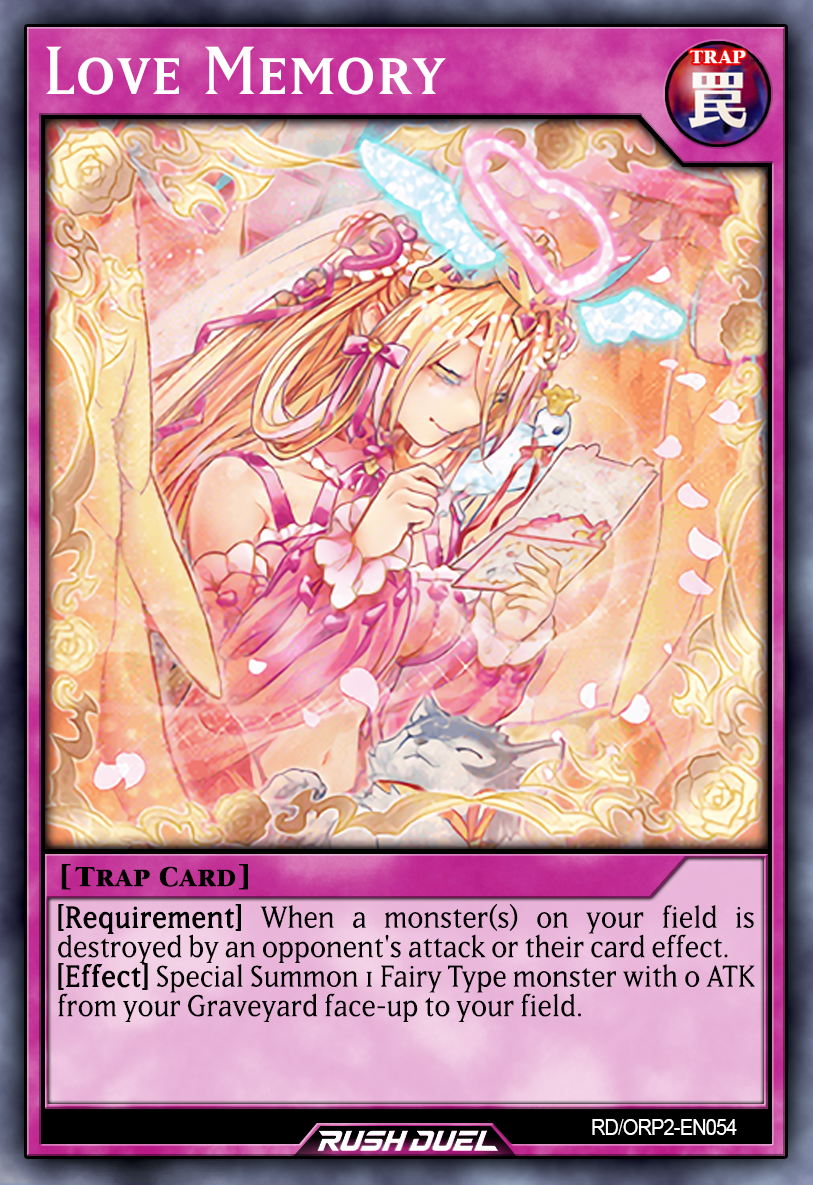 Love Memory
TRAP
罠
[Trap Card]
[Requirement] When a monster(s) on your field is
destroyed by an opponent's attack or their card effect.
[Effect] Special Summon 1 Fairy Type monster with 0 ATK
from your Graveyard face-up to your field.
RD/ORP2-EN054
RUSH DUEL